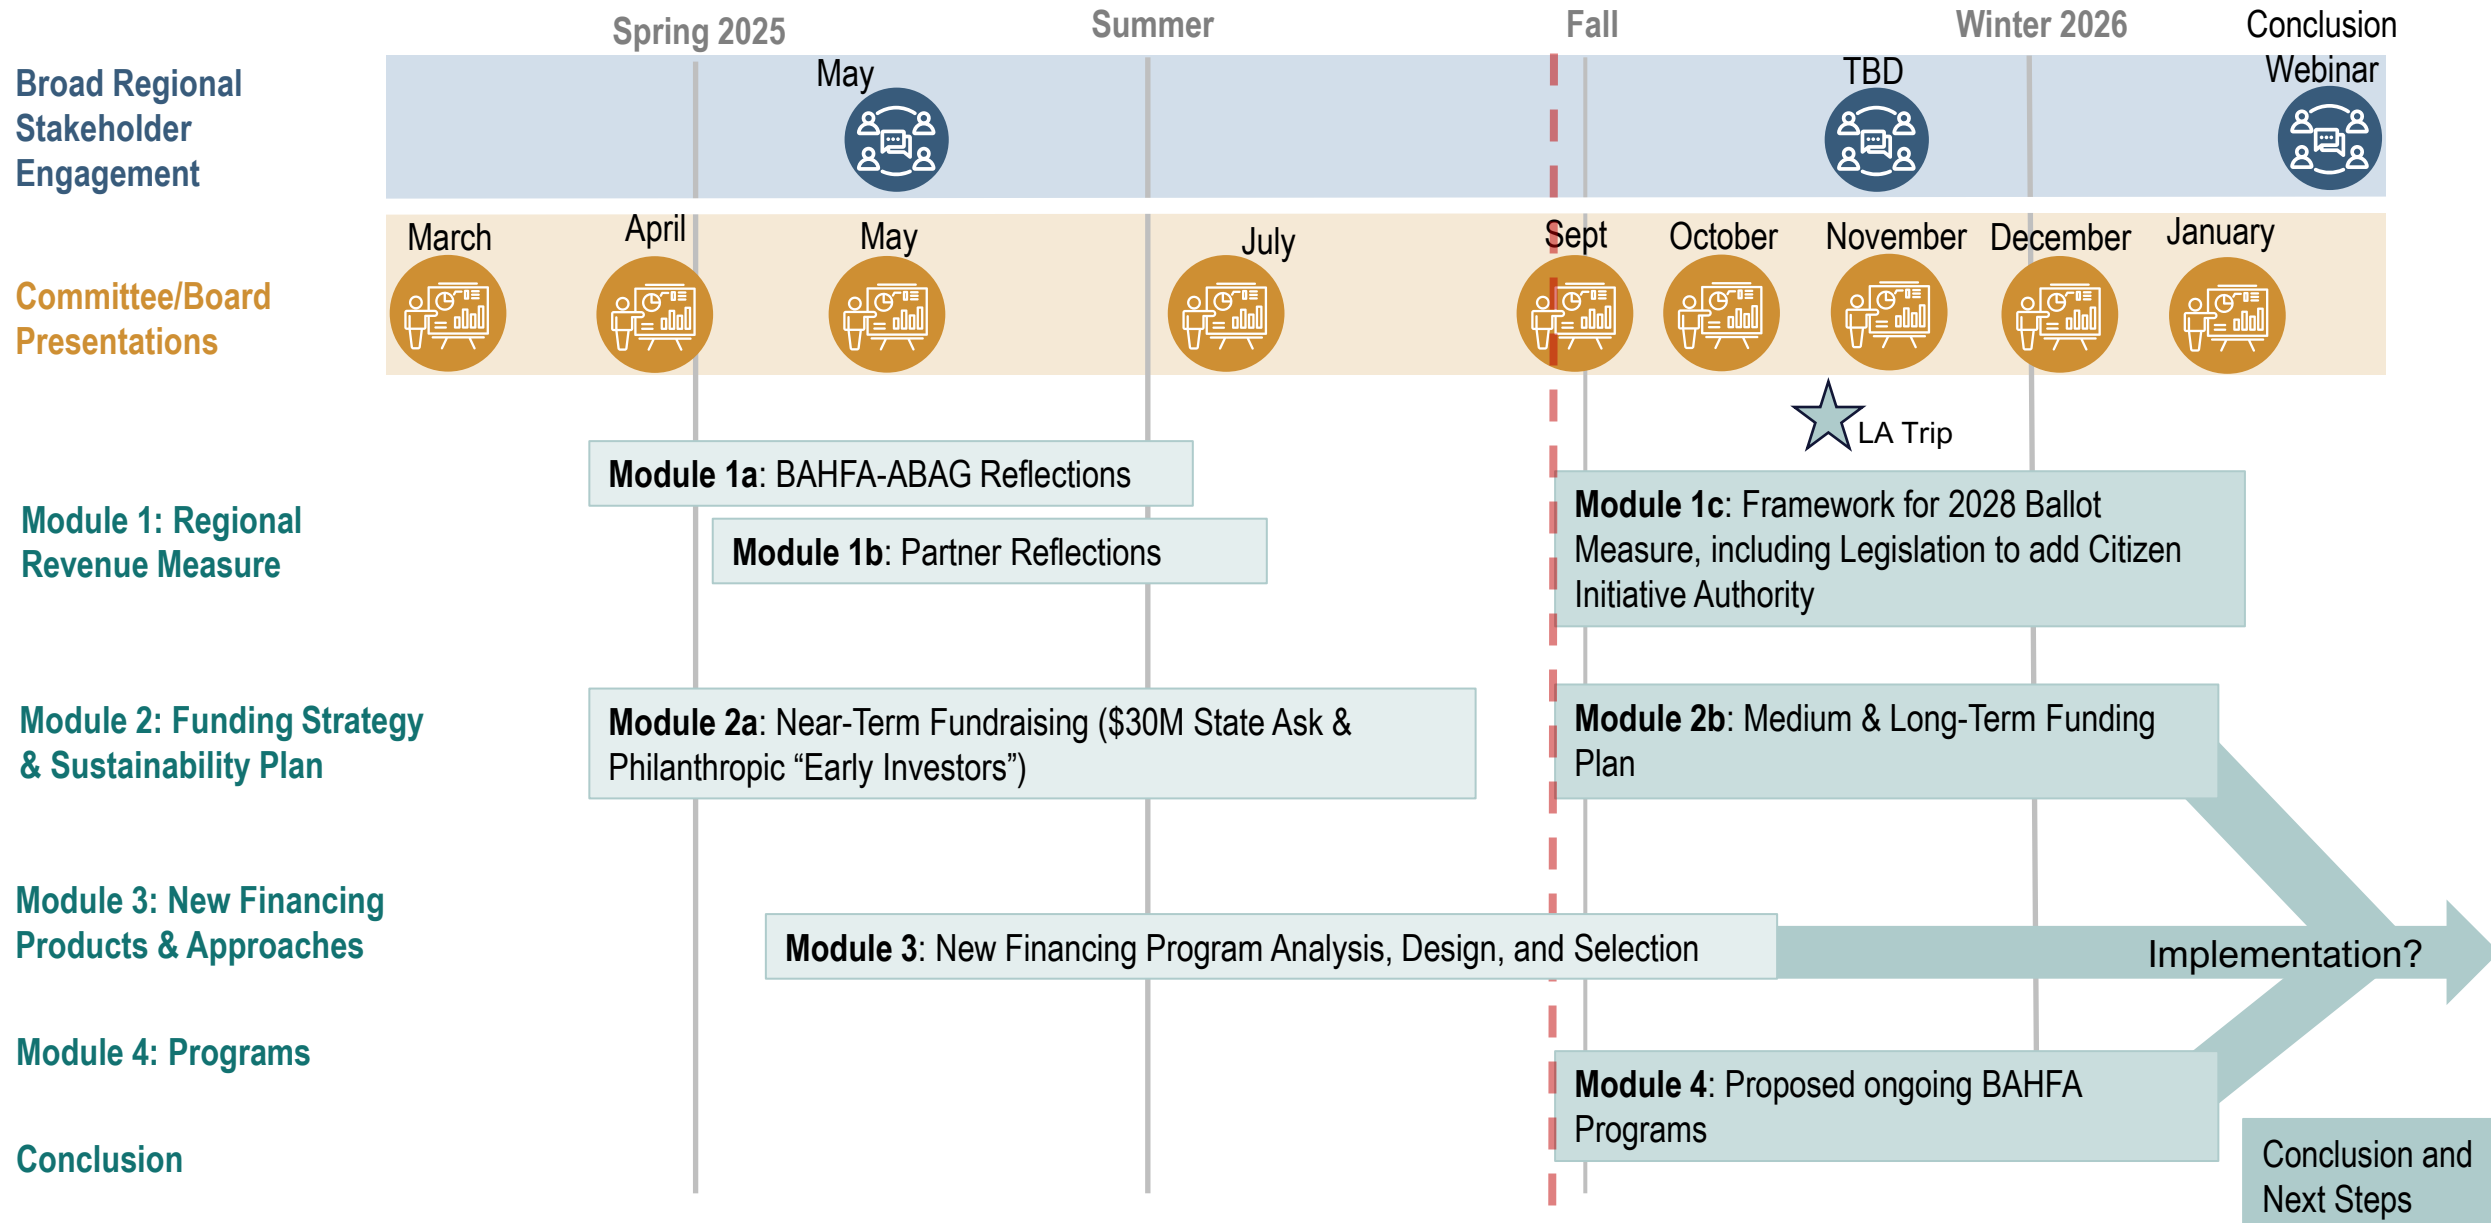 Spring 2025
Summer
Fall
Winter 2026
Conclusion
Webinar
Broad Regional
Stakeholder
Engagement
May
TBD
Committee/Board
Presentations
March
April
May
July
Sept
October
November
December
January
LA Trip
Module 1: Regional
Revenue Measure
Module 1a: BAHFA-ABAG Reflections
Module 1b: Partner Reflections
Module 1c: Framework for 2028 Ballot
Measure, including Legislation to add Citizen
Initiative Authority
Module 2: Funding Strategy
& Sustainability Plan
Module 2a: Near-Term Fundraising ($30M State Ask &
Philanthropic “Early Investors”)
Module 2b: Medium & Long-Term Funding
Plan
Module 3: New Financing
Products & Approaches
Module 3: New Financing Program Analysis, Design, and Selection
Implementation?
Module 4: Programs
Module 4: Proposed ongoing BAHFA
Programs
Conclusion
Conclusion and
Next Steps